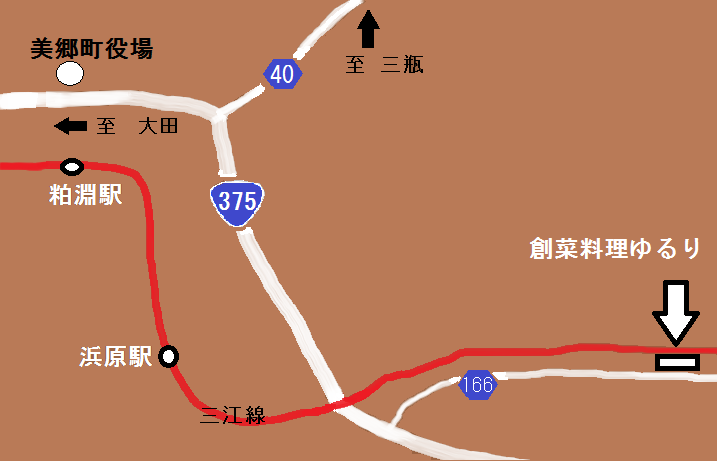 美郷町役場
至 三瓶
40
至 大田
粕淵駅
375
創菜料理ゆるり
浜原駅
166
三江線